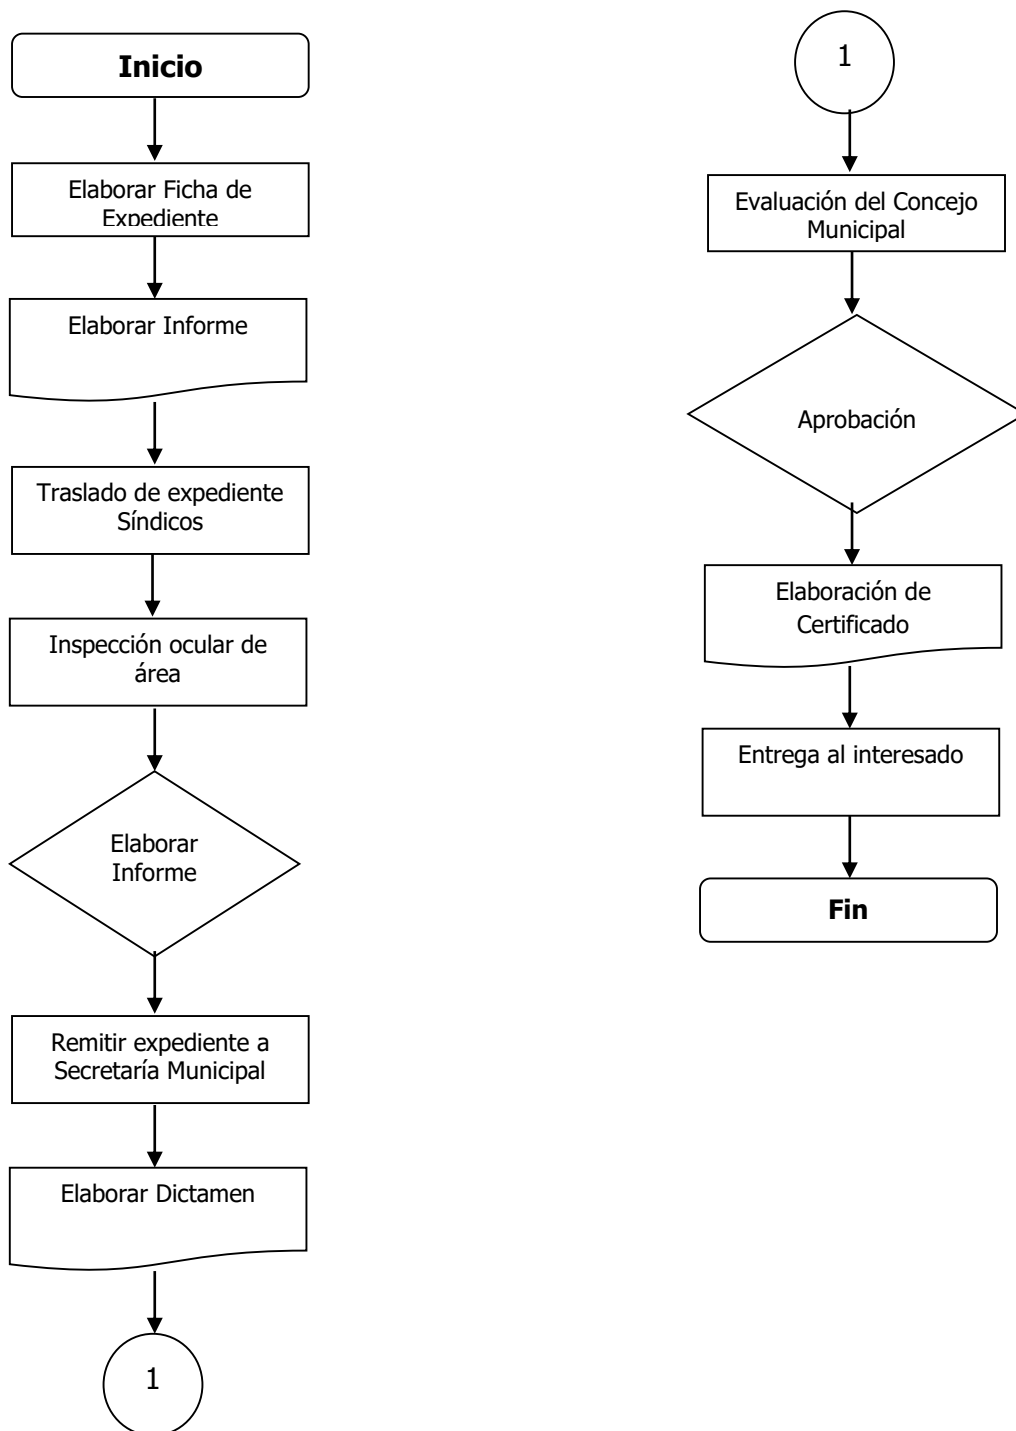 Inicio
Elaborar Ficha de
Expediente
Elaborar Informe
Traslado de expediente
Síndicos
Inspección ocular de
área
Elaborar
Informe
Remitir expediente a
Secretaría Municipal
Elaborar Dictamen
1
1
Evaluación del Concejo
Municipal
Aprobación
Elaboración de
Certificado
Entrega al interesado
Fin